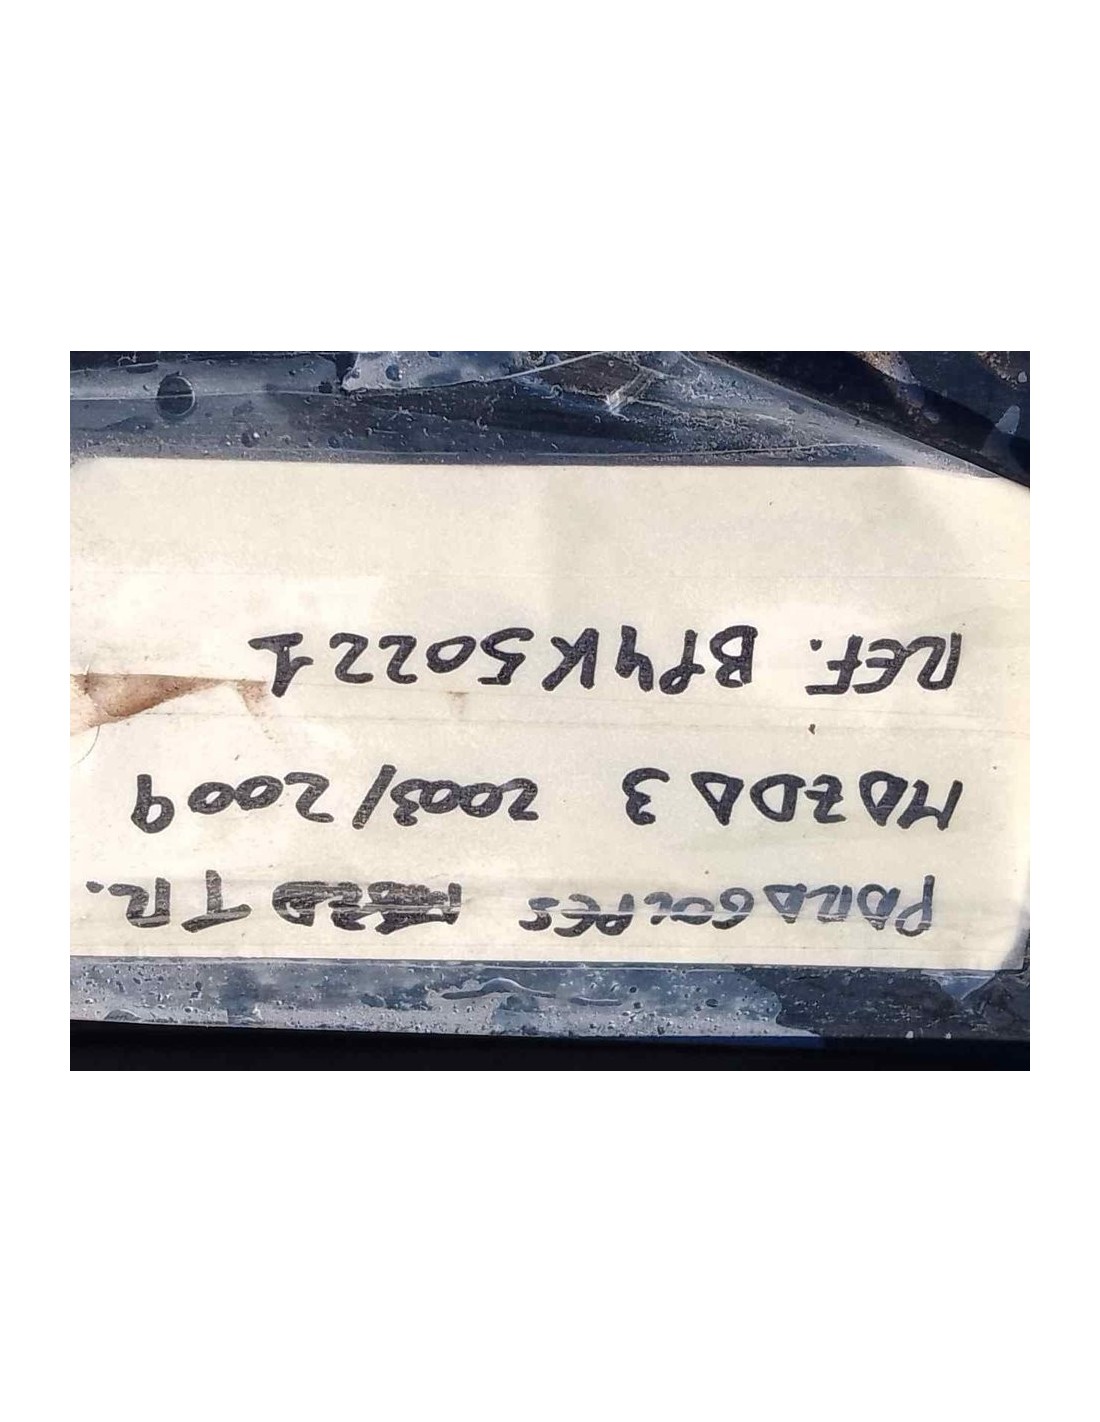 PARAGOLPES TR.
MAZDA 3 2003/2009
REF. BP4K50221